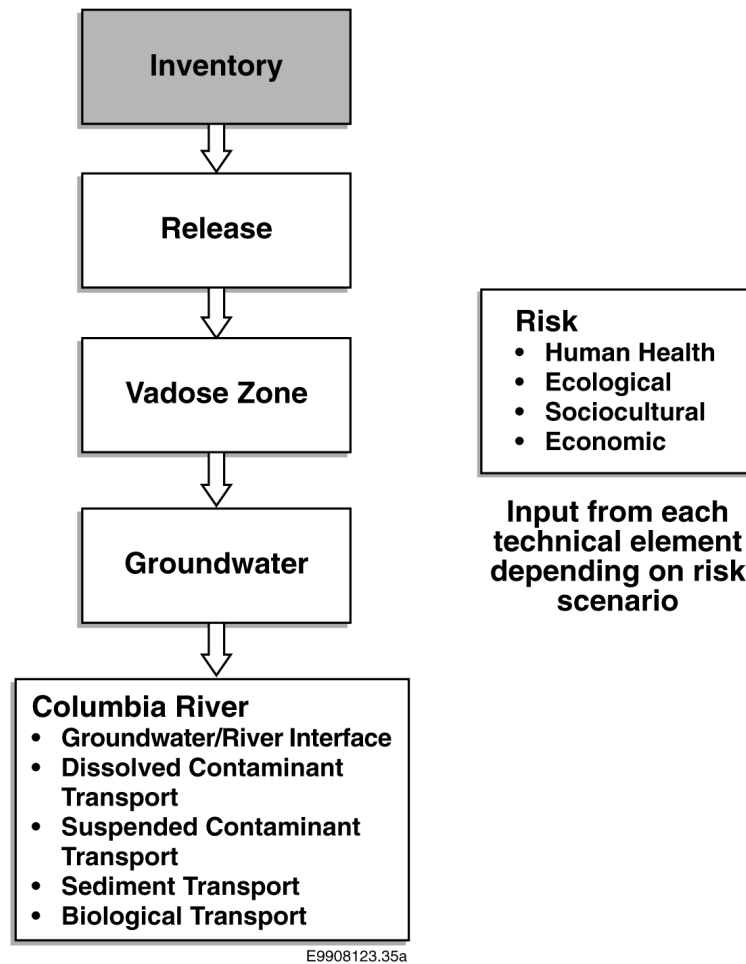 Inventory
Release
Vadose Zone
Groundwater
Columbia River
• Groundwater/River Interface
• Dissolved Contaminant
Transport
• Suspended Contaminant
Transport
• Sediment Transport
• Biological Transport
Risk
• Human Health
• Ecological
• Sociocultural
• Economic
Input from each
technical element
depending on risk
scenario
E9908123.35a